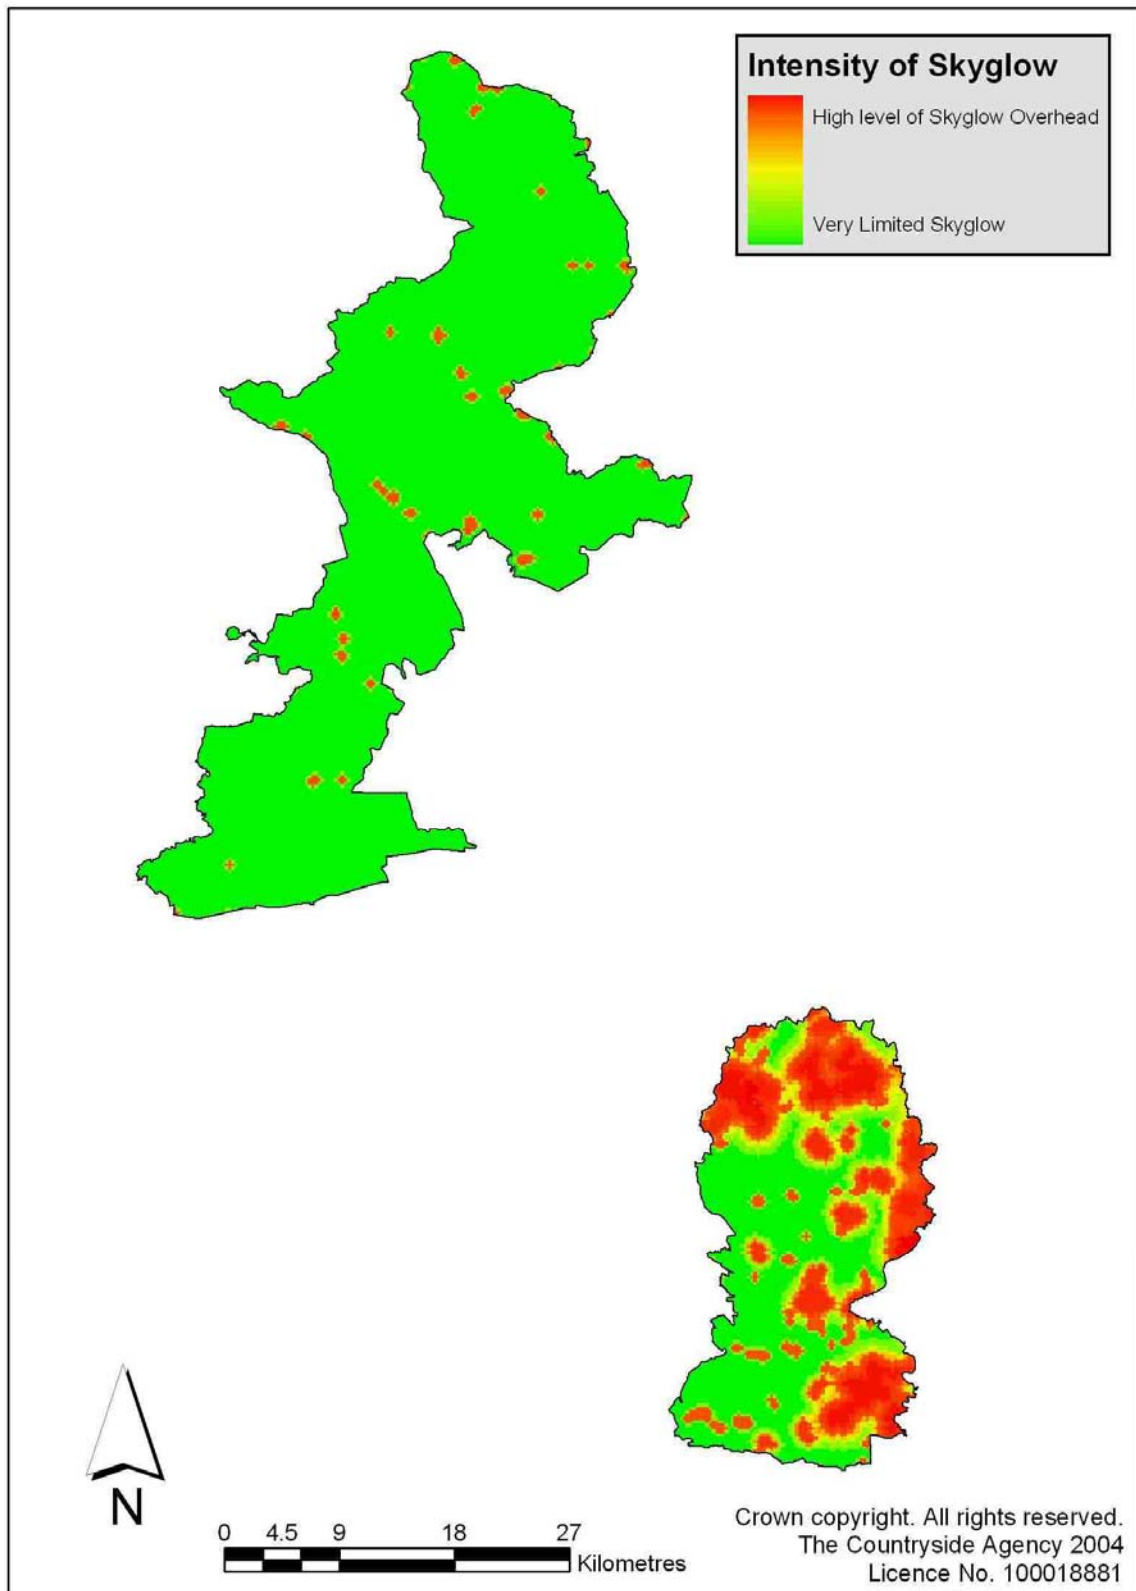 Intensity of Skyglow
High level of Skyglow Overhead
Very Limited Skyglow
N
0 4.5 9 18 27
Kilometres
Crown copyright. All rights reserved.
The Countryside Agency 2004
Licence No. 100018881